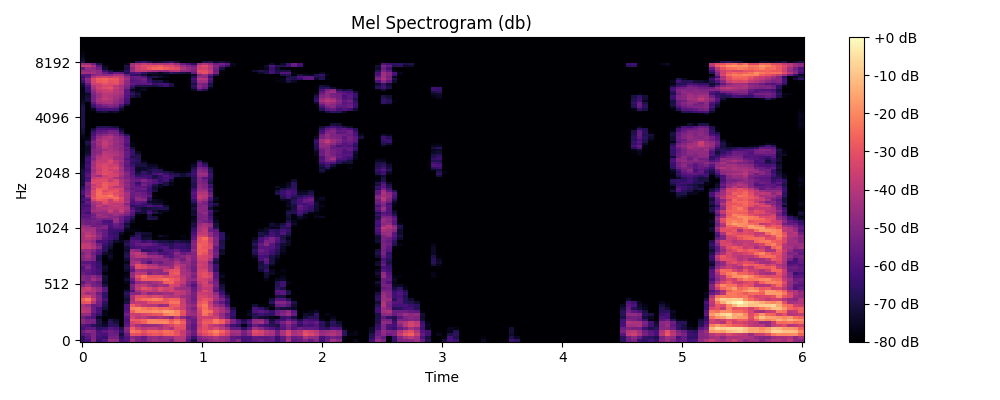 Mel Spectrogram (db)
8192
4096
2048
1024
512
0
Hz
0 1 2 3 4 5 6
Time
+0 dB
-10 dB
-20 dB
-30 dB
-40 dB
-50 dB
-60 dB
-70 dB
-80 dB